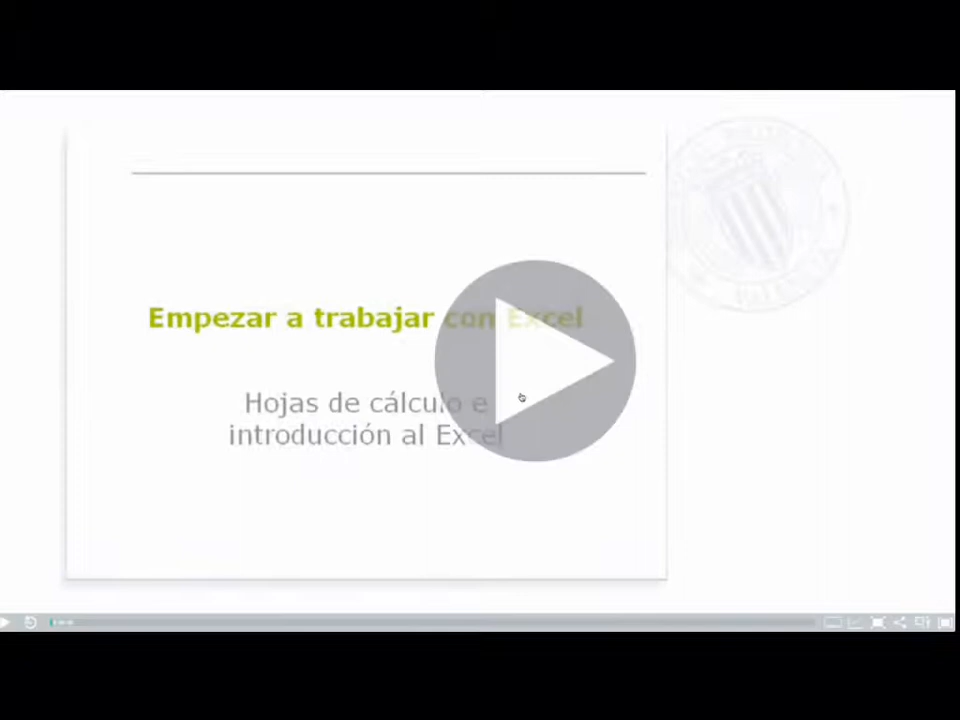 Empezar a trabajar con Excel
Hojas de cálculo e
introducción al Excel